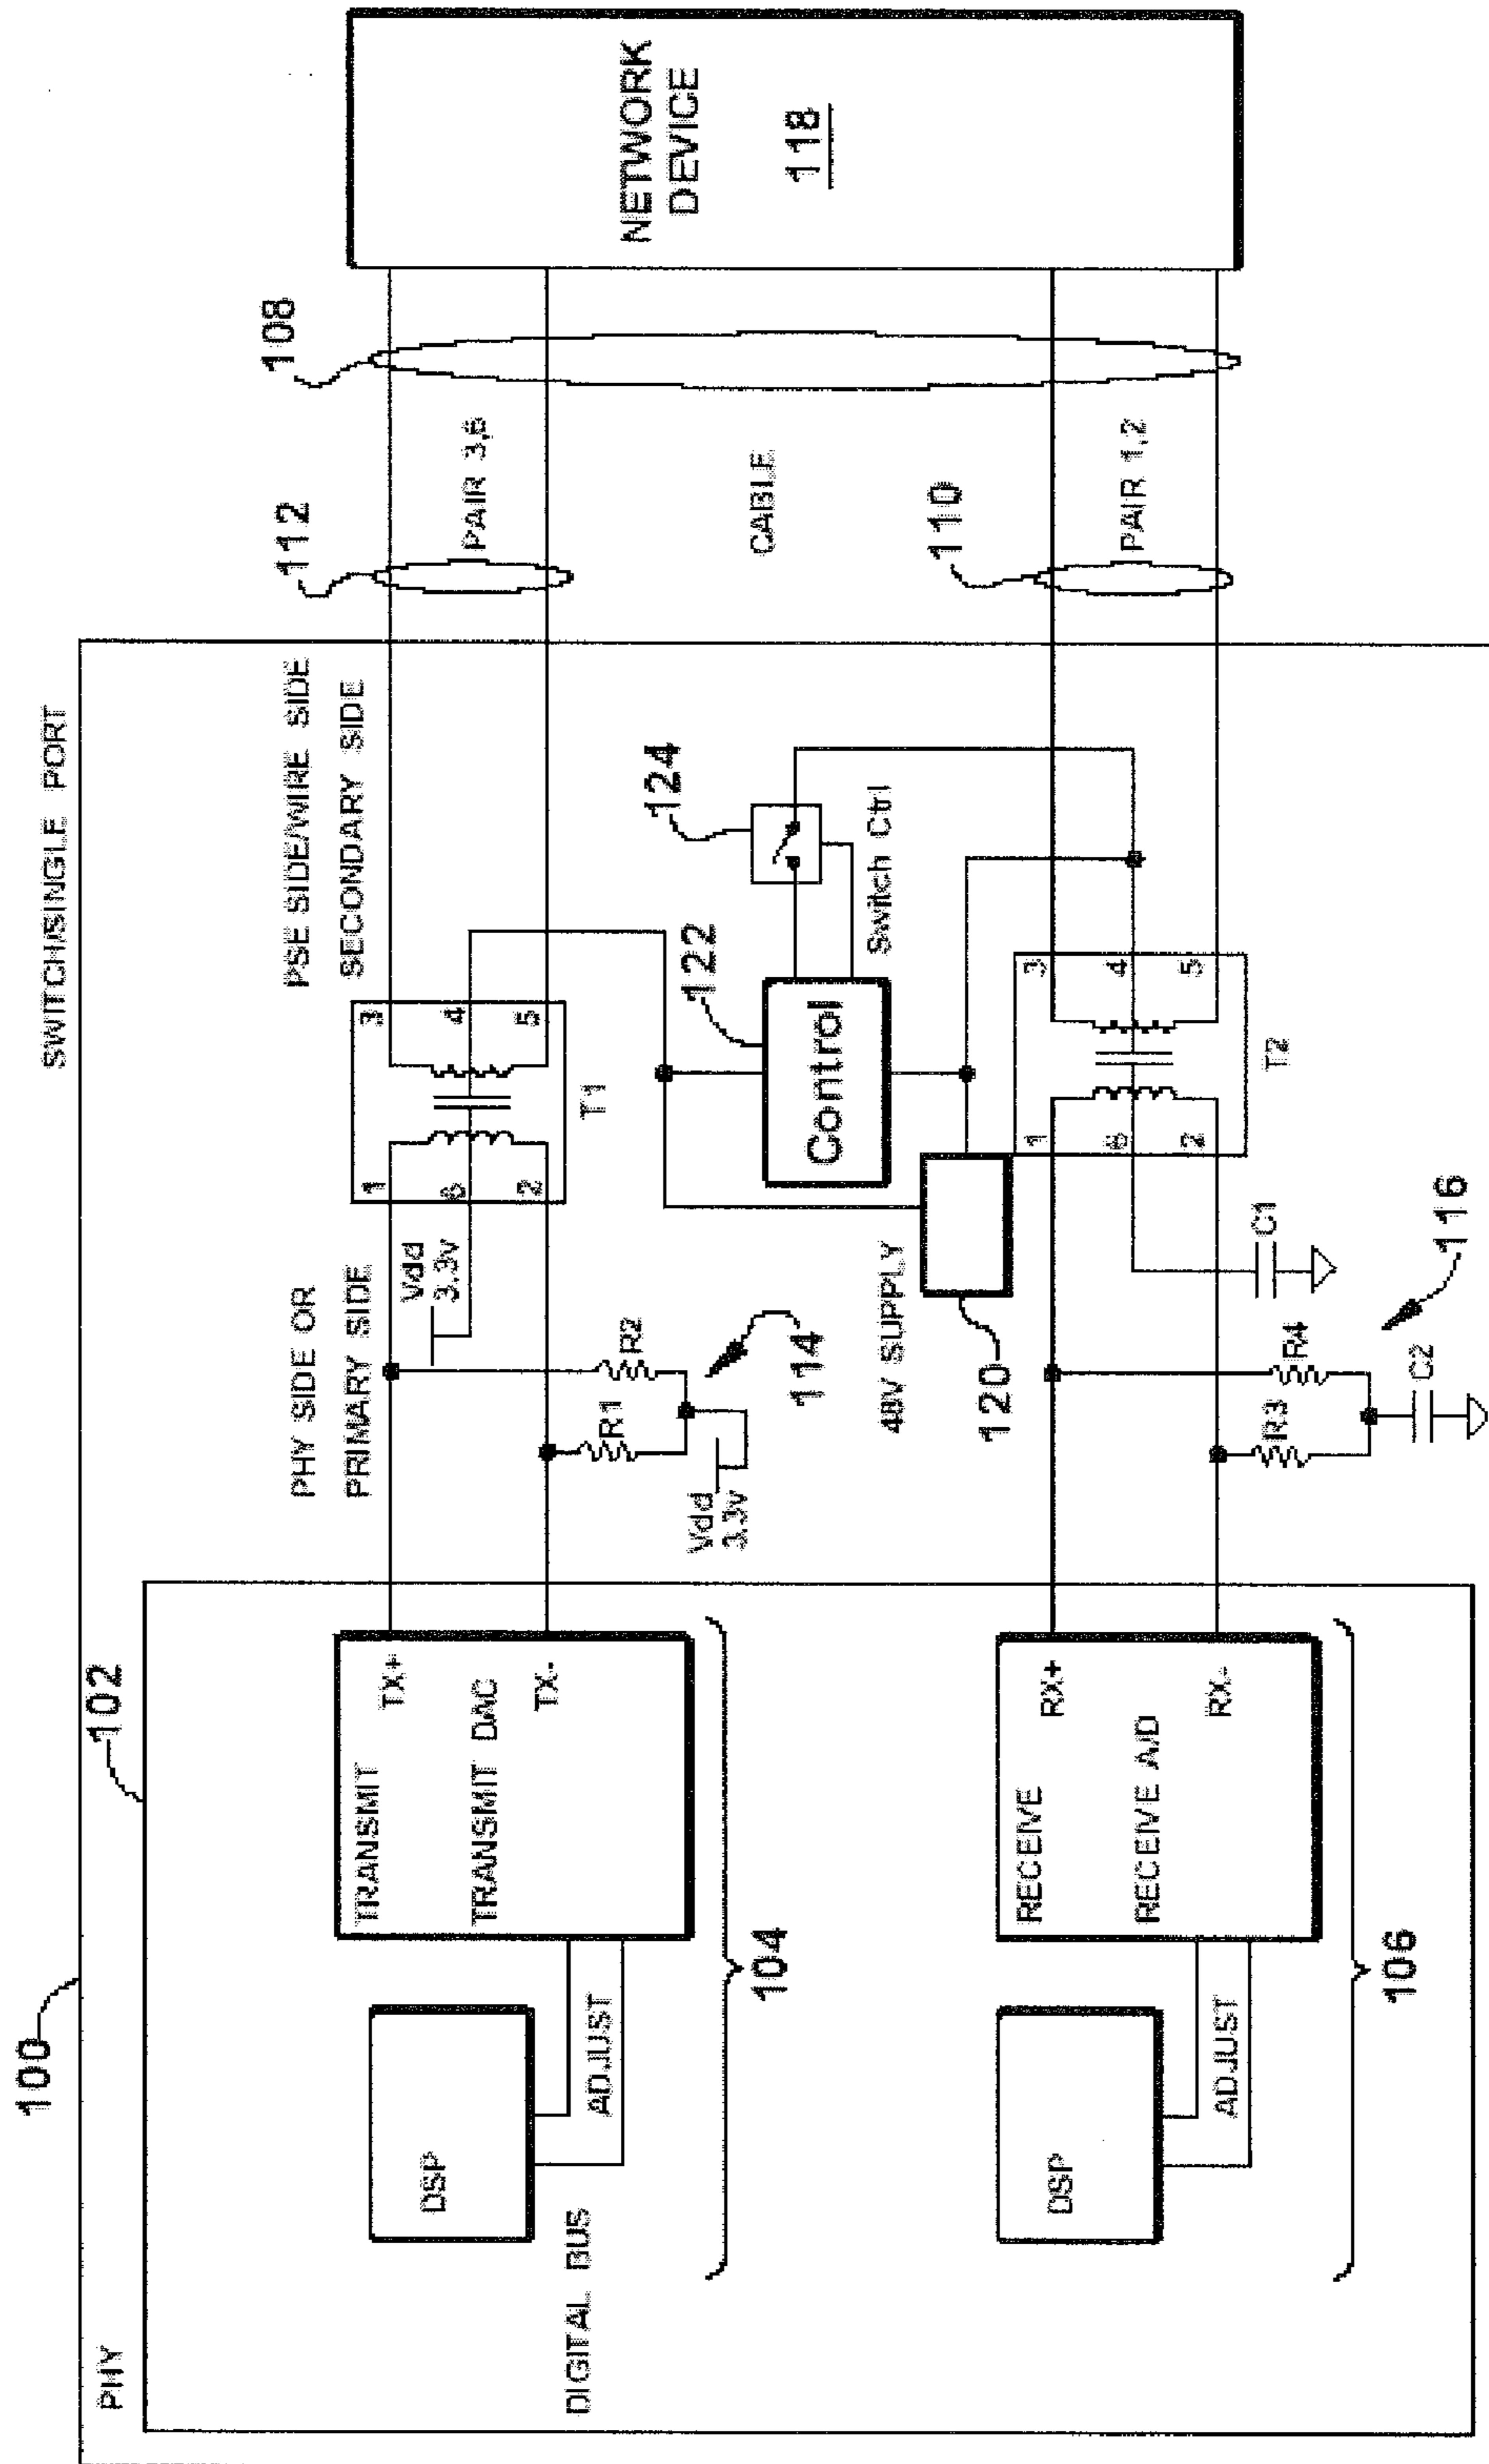 SWITCH/SINGLE PORT
100
PHY
102
DSP
ADJUST
DIGITAL BUS
TRANSMIT
TX+
TRANSMIT DAC
TX-
104
DSP
ADJUST
RECEIVE
RX+
RECEIVE A/D
RX-
106
PHY SIDE OR
PRIMARY SIDE
Vdd
3.3v
R1
R2
Vdd
3.3v
114
1
6
2
3
4
5
T1
PSE SIDE/WIRE SIDE
SECONDARY SIDE
48V SUPPLY
120
Control
122
124
Switch Ctrl
R3
R4
C2
C1
116
1
6
2
3
4
5
T2
112
PAIR 3,6
108
CABLE
110
PAIR 1,2
NETWORK
DEVICE
118